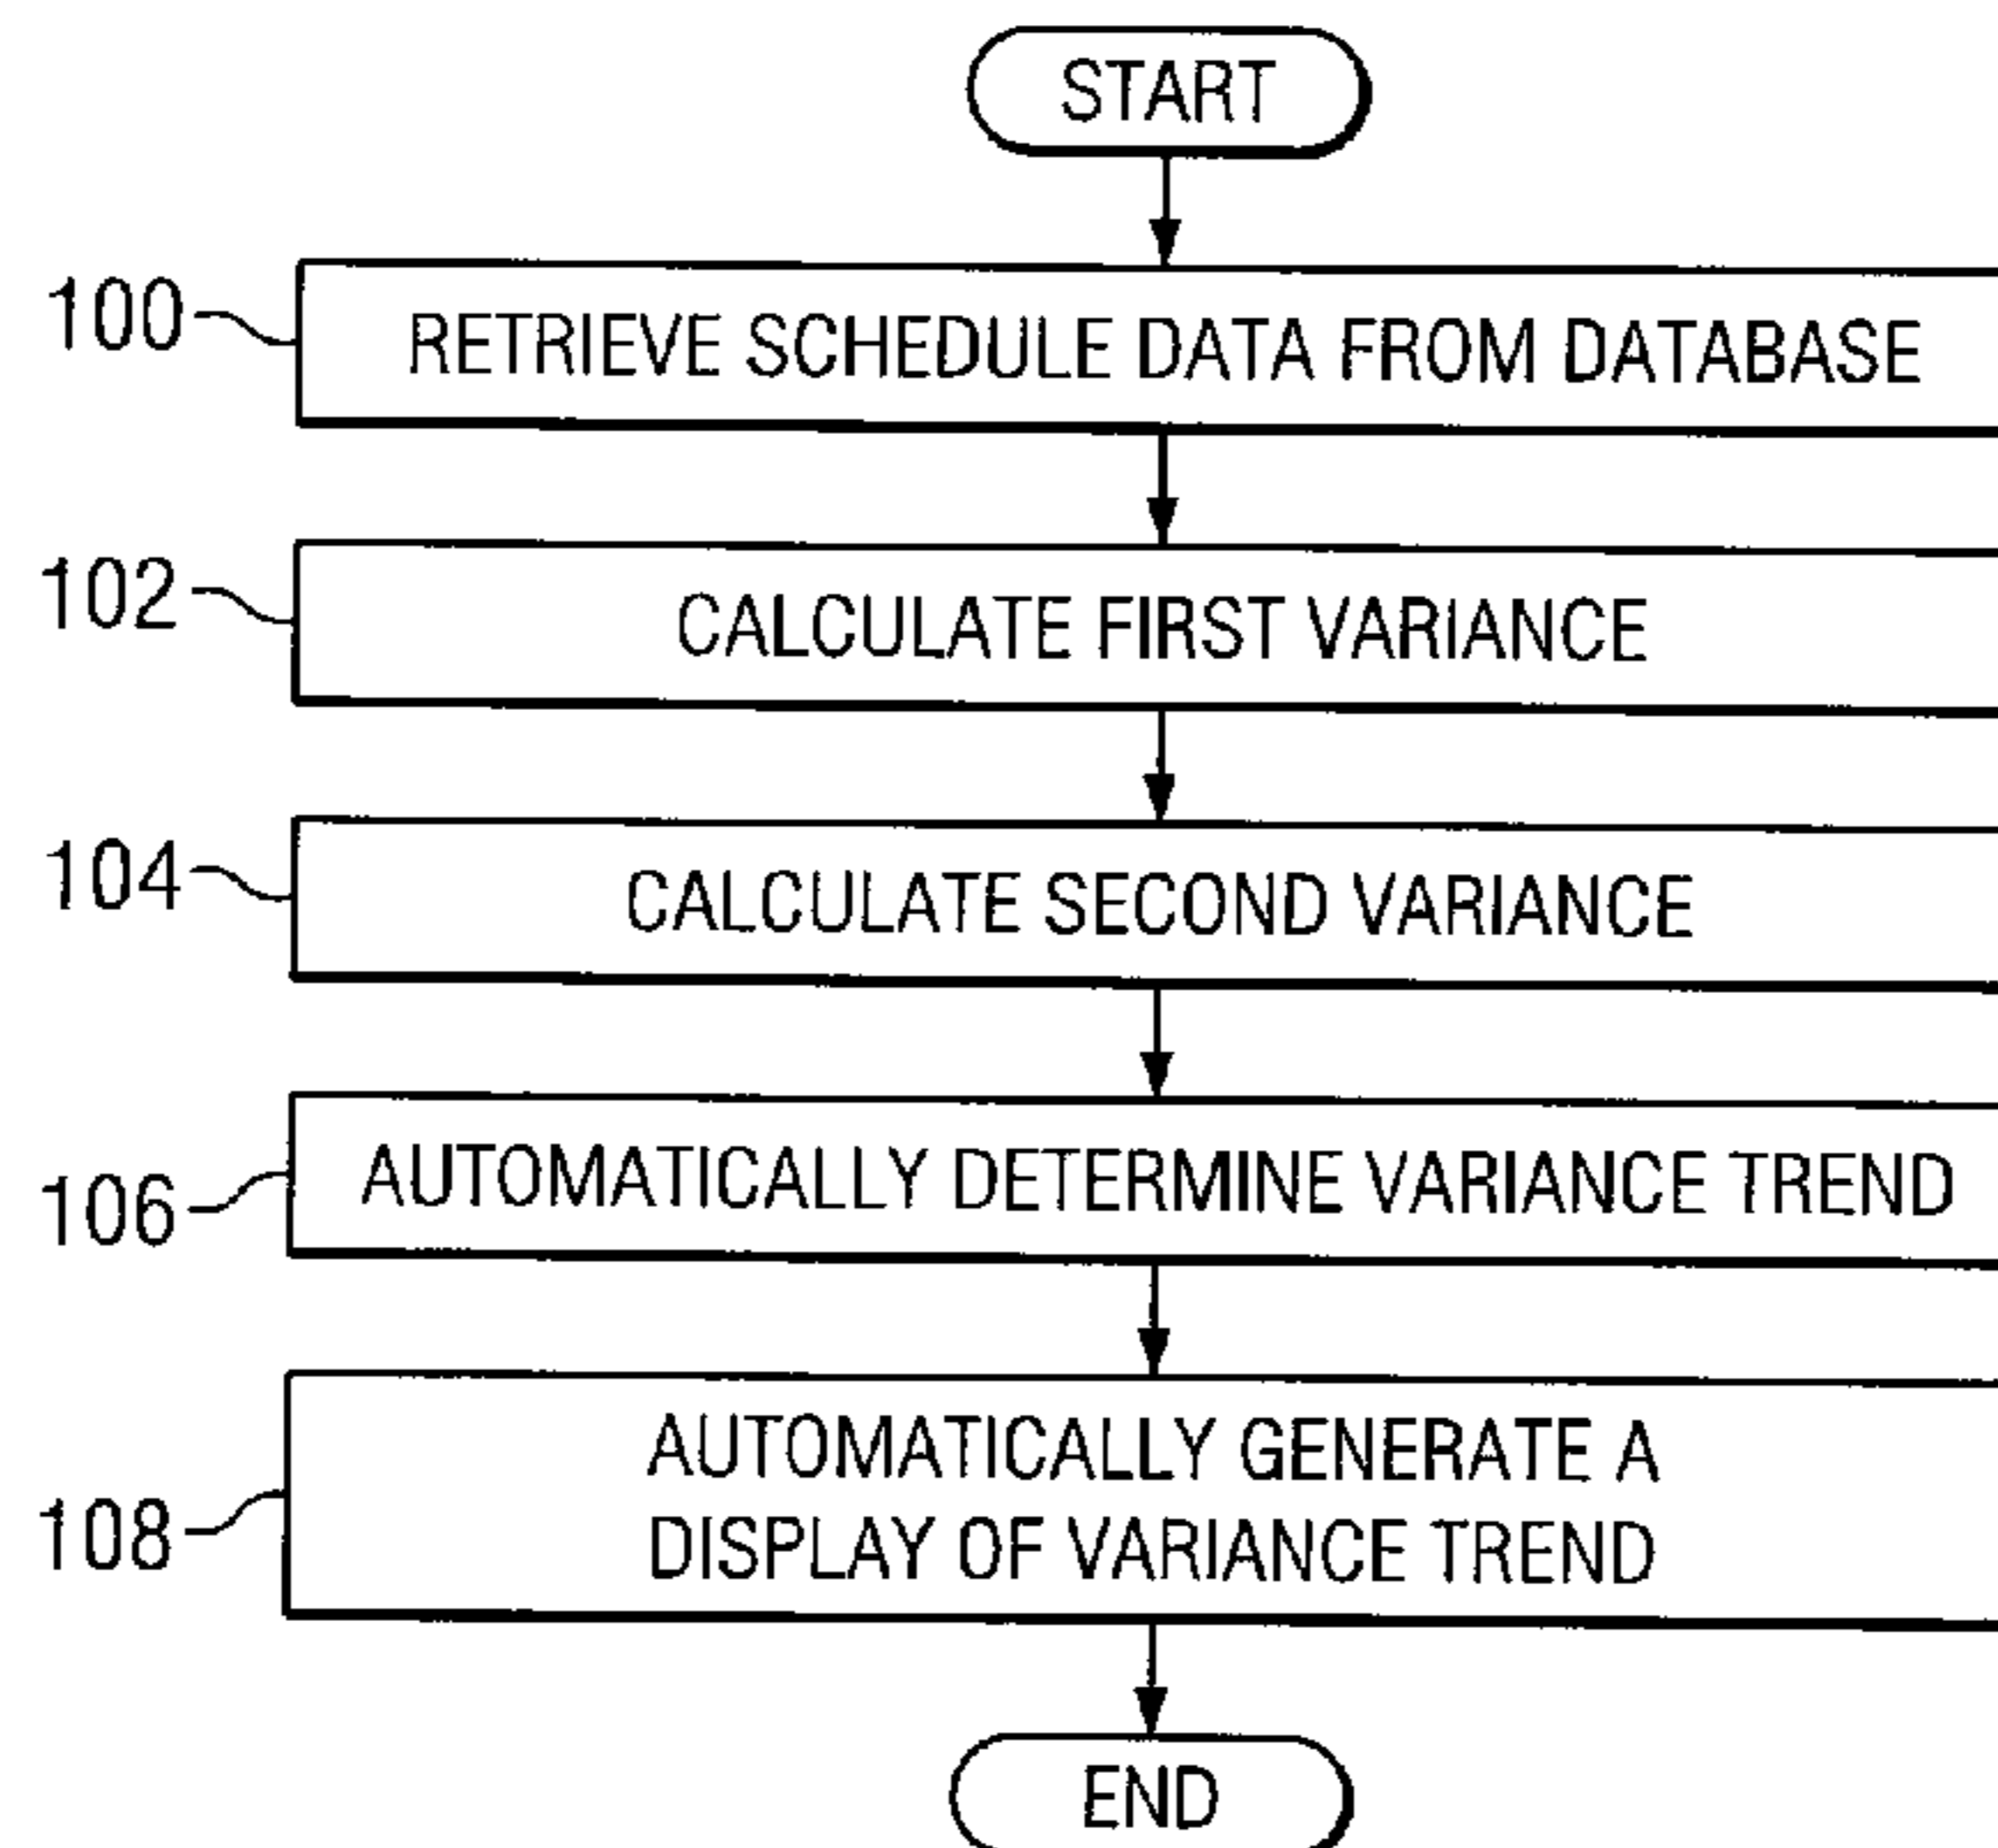 START
100
RETRIEVE SCHEDULE DATA FROM DATABASE
102
CALCULATE FIRST VARIANCE
104
CALCULATE SECOND VARIANCE
106
AUTOMATICALLY DETERMINE VARIANCE TREND
108
AUTOMATICALLY GENERATE A
DISPLAY OF VARIANCE TREND
END